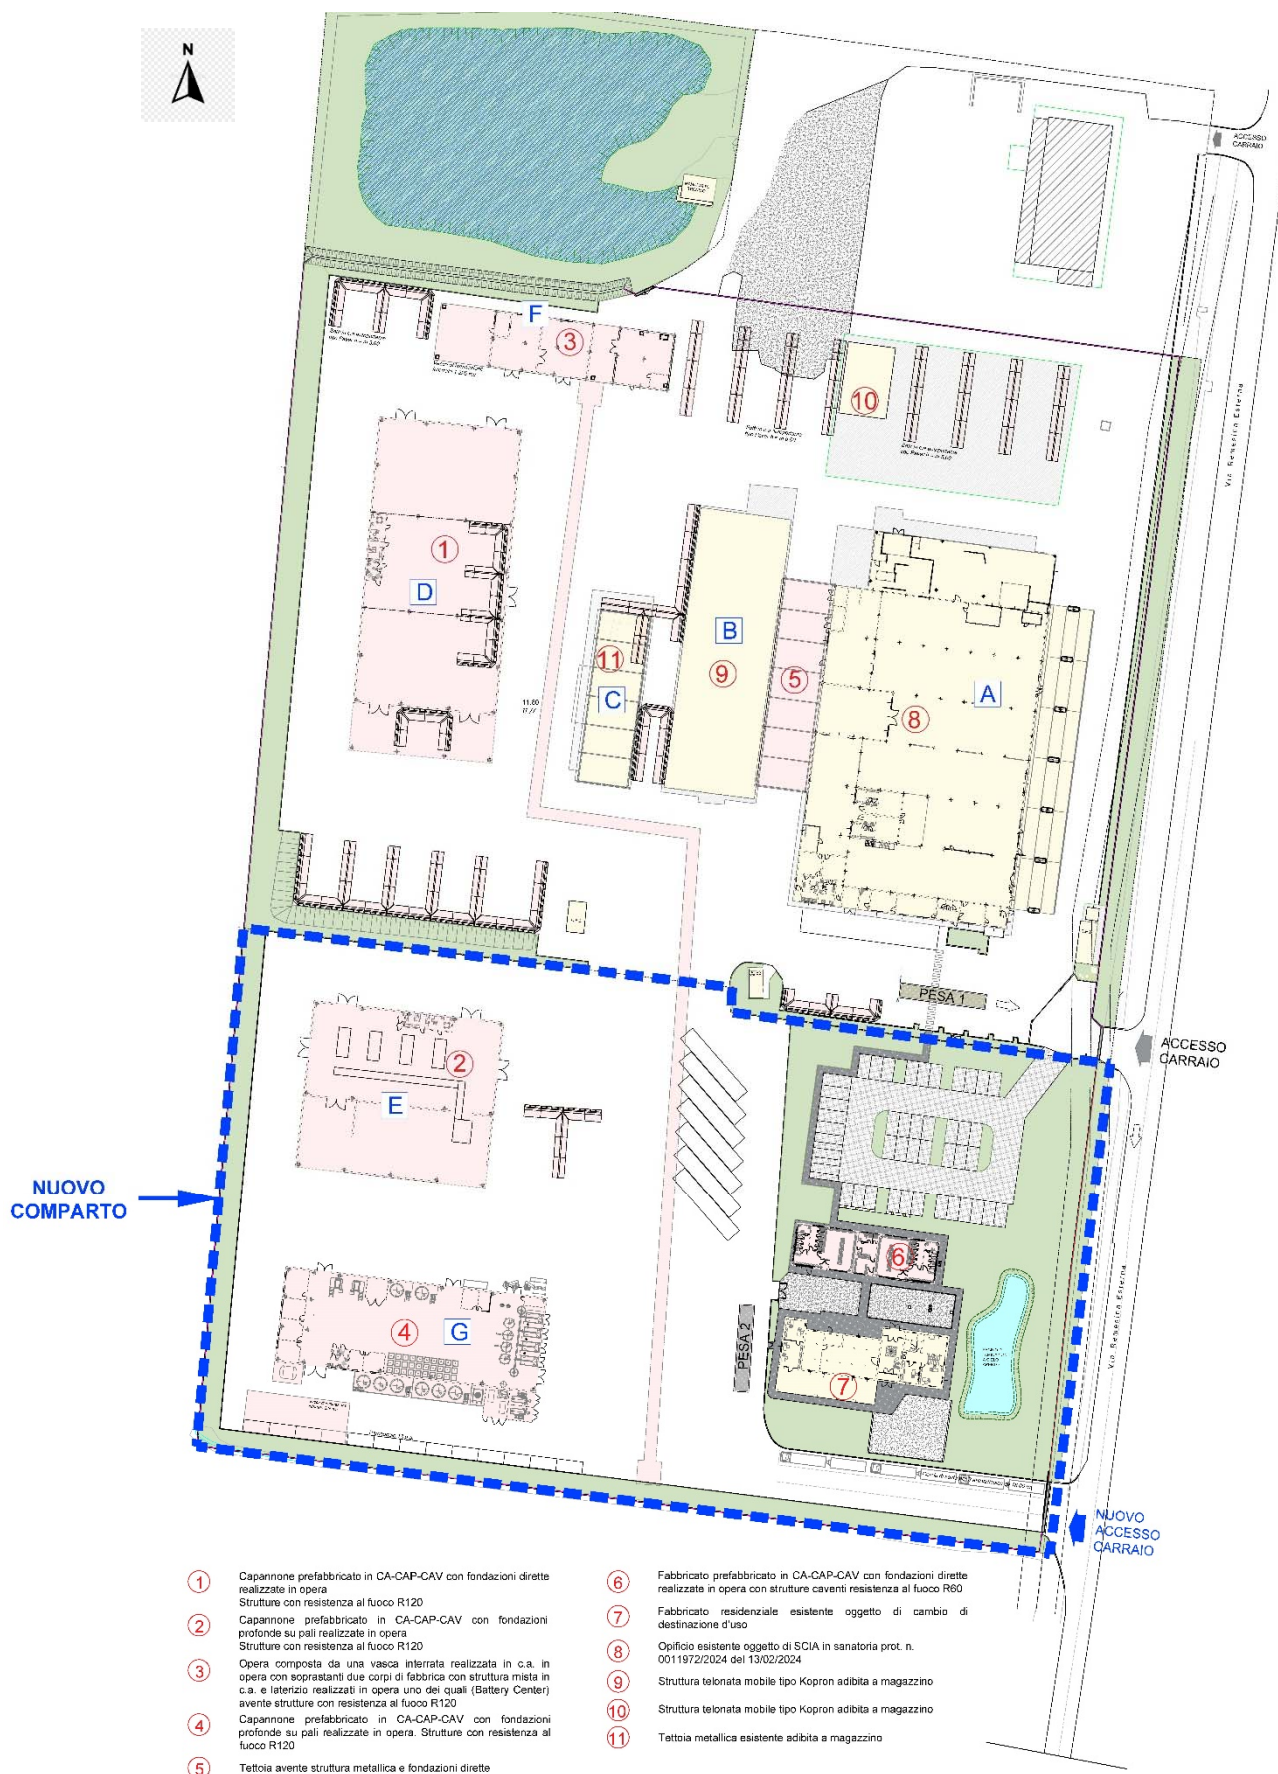 N
ACCESSO
CARRAIO
F
3
10
Via Remesina Esterna
1
D
B
11
9
5
A
C
8
11.60
PESA 1
ACCESSO
CARRAIO
2
E
NUOVO
COMPARTO
6
4
G
PESA 2
7
Via Remesina Esterna
NUOVO
ACCESSO
CARRAIO
1 Capannone prefabbricato in CA-CAP-CAV con fondazioni dirette
realizzate in opera
Strutture con resistenza al fuoco R120
2 Capannone prefabbricato in CA-CAP-CAV con fondazioni
profonde su pali realizzate in opera
Strutture con resistenza al fuoco R120
3 Opera composta da una vasca interrata realizzata in c.a. in
opera con soprastanti due corpi di fabbrica con struttura mista in
c.a. e laterizio realizzati in opera uno dei quali (Battery Center)
avente strutture con resistenza al fuoco R120
4 Capannone prefabbricato in CA-CAP-CAV con fondazioni
profonde su pali realizzate in opera. Strutture con resistenza al
fuoco R120
5 Tettoia avente struttura metallica e fondazioni dirette
6 Fabbricato prefabbricato in CA-CAP-CAV con fondazioni dirette
realizzate in opera con strutture caventi resistenza al fuoco R60
7 Fabbricato residenziale esistente oggetto di cambio di
destinazione d'uso
8 Opificio esistente oggetto di SCIA in sanatoria prot. n.
0011972/2024 del 13/02/2024
9 Struttura telonata mobile tipo Kopron adibita a magazzino
10 Struttura telonata mobile tipo Kopron adibita a magazzino
11 Tettoia metallica esistente adibita a magazzino